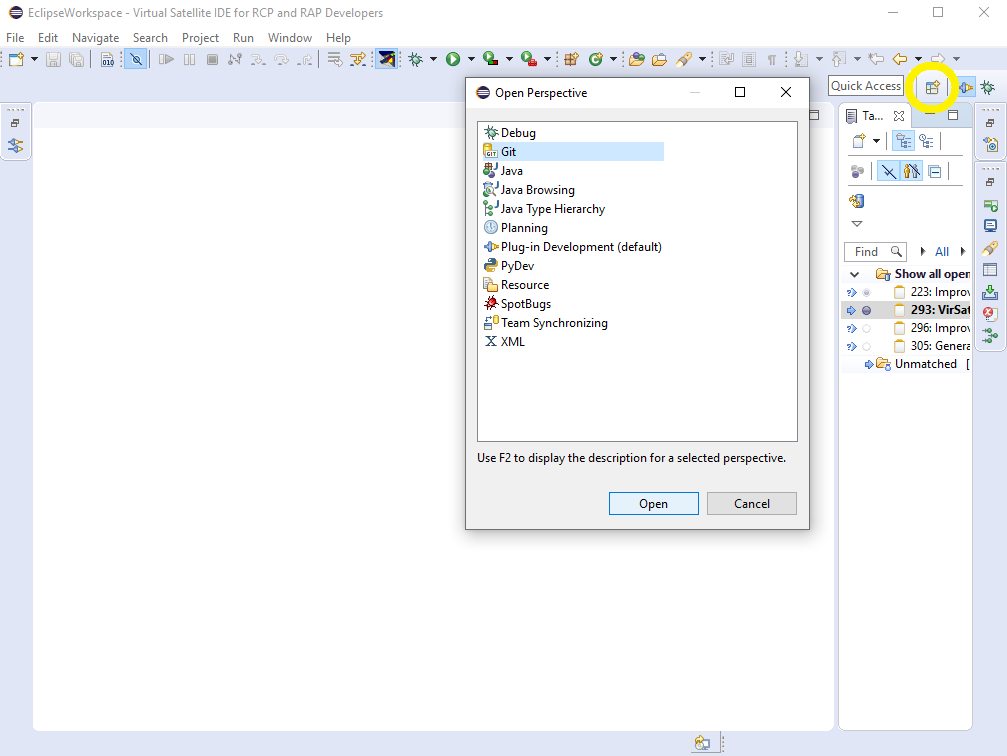 EclipseWorkspace - Virtual Satellite IDE for RCP and RAP Developers
File Edit Navigate Search Project Run Window Help
010
Quick Access
Open Perspective
Debug
GIT Git
Java
Java Browsing
Java Type Hierarchy
Planning
Plug-in Development (default)
PyDev
Resource
SpotBugs
Team Synchronizing
XML
Use F2 to display the description for a selected perspective.
Open Cancel
Ta...
Find All
Show all open
223: Improv
293: VirSat
296: Improv
305: Genera
Unmatched [